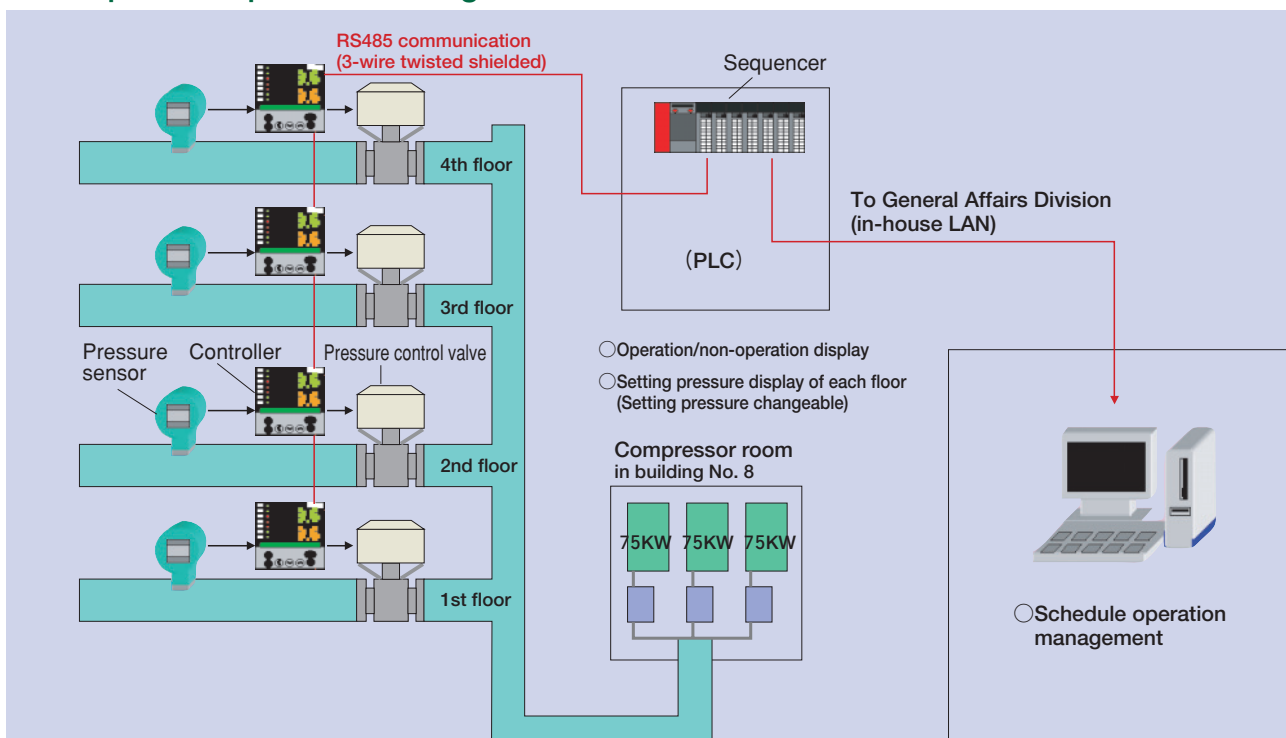 RS485 communication
(3-wire twisted shielded)
Sequencer
4th floor
To General Affairs Division
(in-house LAN)
(PLC)
3rd floor
Pressure
sensor
Controller
Pressure control valve
○Operation/non-operation display
○Setting pressure display of each floor
(Setting pressure changeable)
2nd floor
Compressor room
in building No. 8
75KW 75KW 75KW
1st floor
○Schedule operation
management